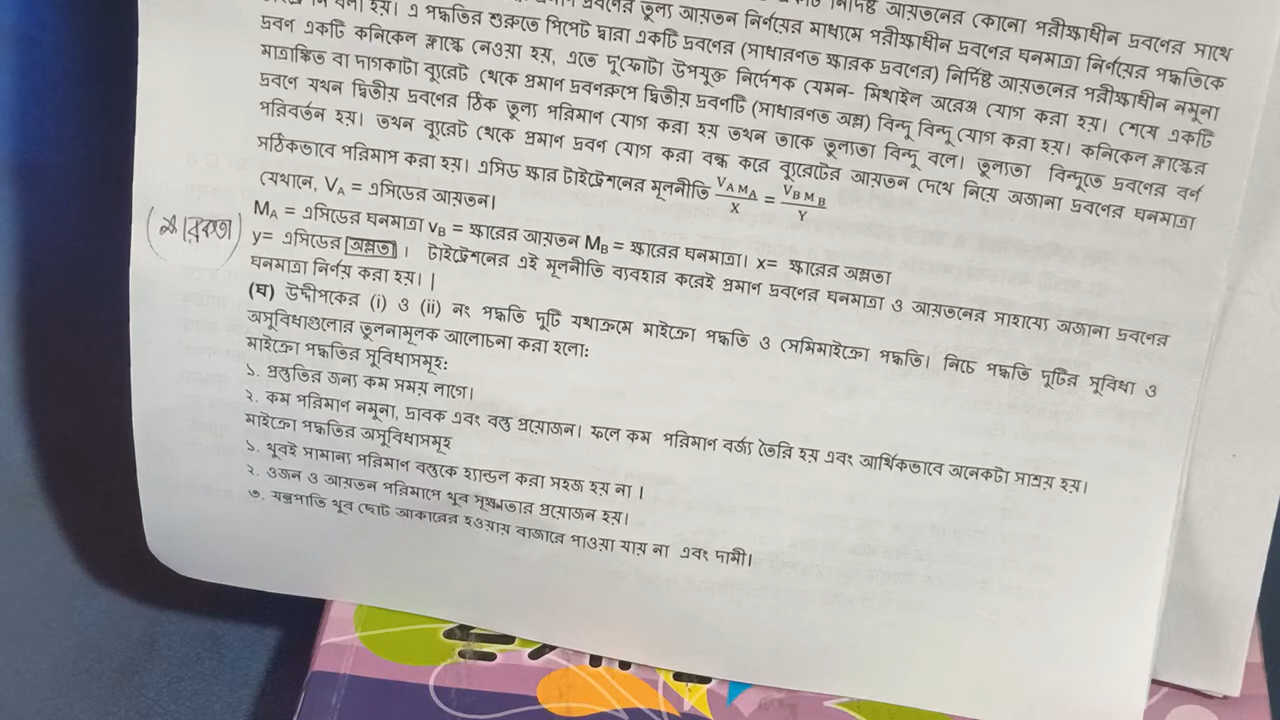 বলা হয়। এ পদ্ধতির শুরুতে পিপেট দ্বারা একটি দ্রবণের (সাধারণত ক্ষারক দ্রবণের) নির্দিষ্ট আয়তনের পরীক্ষাধীন নমুনা
দ্রবণ একটি কনিকেল ফ্লাস্কে নেওয়া হয়, এতে দু'ফোটা উপযুক্ত নির্দেশক যেমন- মিথাইল অরেঞ্জ যোগ করা হয়। শেষে একটি
মাত্রাঙ্কিত বা দাগকাটা ব্যুরেট থেকে প্রমাণ দ্রবণরুপে দ্বিতীয় দ্রবণটি (সাধারণত অম্ল) বিন্দু বিন্দু যোগ করা হয়। কনিকেল ফ্লাস্কের
দ্রবণে যখন দ্বিতীয় দ্রবণের ঠিক তুল্য পরিমাণ যোগ করা হয় তখন তাকে তুল্যতা বিন্দু বলে। তুল্যতা বিন্দুতে দ্রবণের বর্ণ
পরিবর্তন হয়। তখন ব্যুরেট থেকে প্রমাণ দ্রবণ যোগ করা বন্ধ করে ব্যুরেটের আয়তন দেখে নিয়ে অজানা দ্রবণের ঘনমাত্রা
সঠিকভাবে পরিমাপ করা হয়। এসিড ক্ষার টাইট্রেশনের মূলনীতি V_A M_A / X = V_B M_B / Y
যেখানে, V_A = এসিডের আয়তন।
M_A = এসিডের ঘনমাত্রা v_B = ক্ষারের আয়তন M_B = ক্ষারের ঘনমাত্রা। x= ক্ষারের অম্লতা
y= এসিডের অম্লতা । টাইট্রেশনের এই মূলনীতি ব্যবহার করেই প্রমাণ দ্রবণের ঘনমাত্রা ও আয়তনের সাহায্যে অজানা দ্রবণের
ঘনমাত্রা নির্ণয় করা হয়।।
(ঘ) উদ্দীপকের (i) ও (ii) নং পদ্ধতি দুটি যথাক্রমে মাইক্রো পদ্ধতি ও সেমিমাইক্রো পদ্ধতি। নিচে পদ্ধতি দুটির সুবিধা ও
অসুবিধাগুলোর তুলনামূলক আলোচনা করা হলো:
মাইক্রো পদ্ধতির সুবিধাসমূহ:
১. প্রস্তুতির জন্য কম সময় লাগে।
২. কম পরিমাণ নমুনা, দ্রাবক এবং বস্তু প্রয়োজন। ফলে কম পরিমাণ বর্জ্য তৈরি হয় এবং আর্থিকভাবে অনেকটা সাশ্রয় হয়।
মাইক্রো পদ্ধতির অসুবিধাসমূহ
১. খুবই সামান্য পরিমাণ বস্তুকে হ্যান্ডল করা সহজ হয় না ।
২. ওজন ও আয়তন পরিমাপে খুব সূক্ষ্মতার প্রয়োজন হয়।
৩. যন্ত্রপাতি খুব ছোট আকারের হওয়ায় বাজারে পাওয়া যায় না এবং দামী।